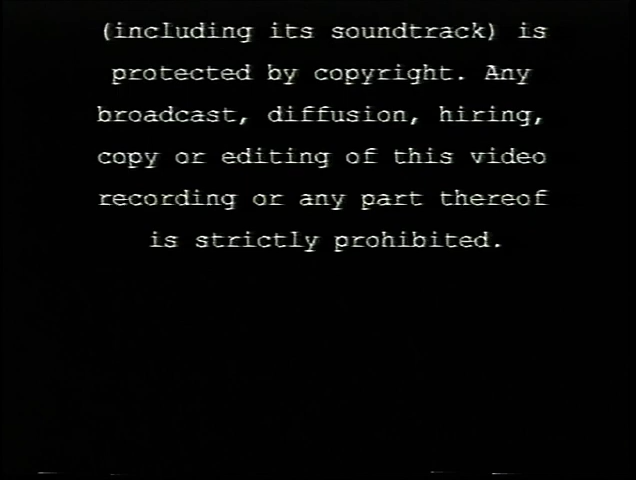 (including its soundtrack) is
protected by copyright. Any
broadcast, diffusion, hiring,
copy or editing of this video
recording or any part thereof
is strictly prohibited.